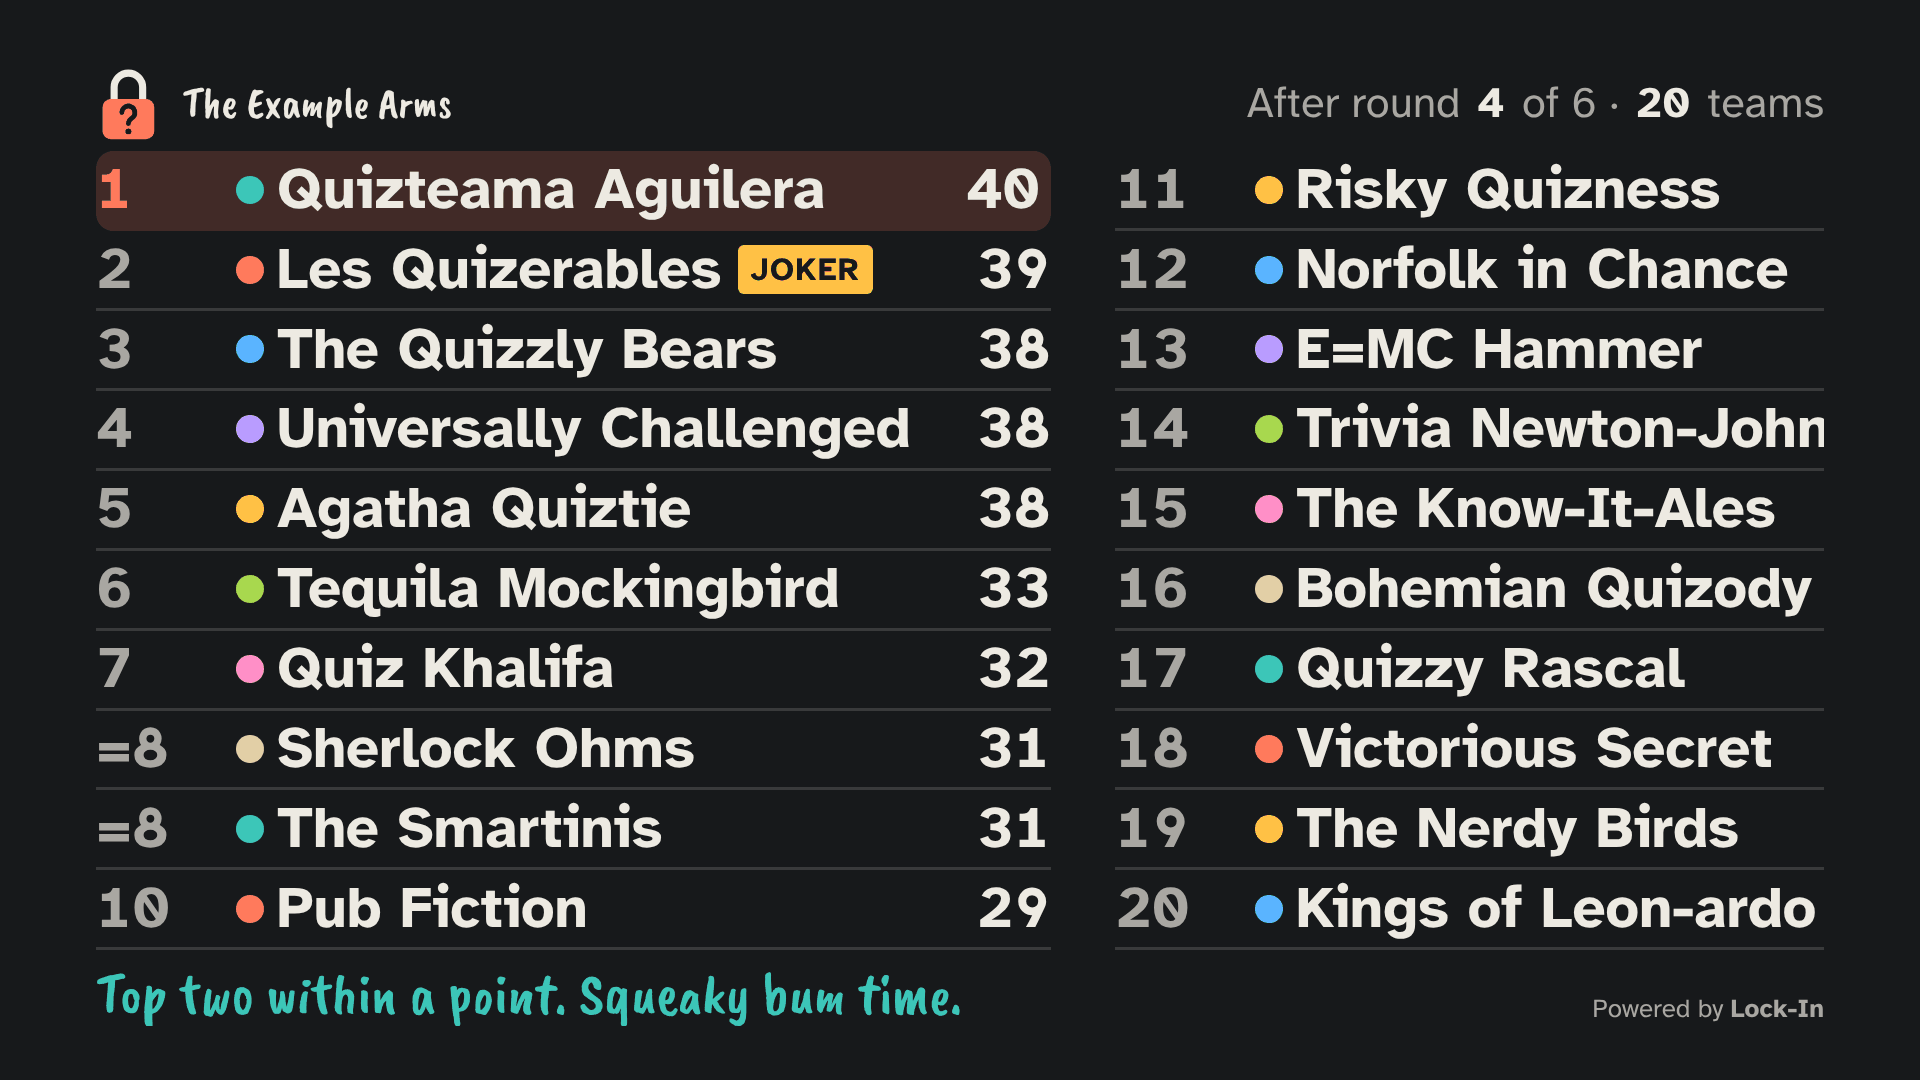 ?
The Example Arms
After round 4 of 6 · 20 teams
1 Quizteama Aguilera 40
2 Les Quizerables JOKER 39
3 The Quizzly Bears 38
4 Universally Challenged 38
5 Agatha Quiztie 38
6 Tequila Mockingbird 33
7 Quiz Khalifa 32
=8 Sherlock Ohms 31
=8 The Smartinis 31
10 Pub Fiction 29
11 Risky Quizness
12 Norfolk in Chance
13 E=MC Hammer
14 Trivia Newton-John
15 The Know-It-Ales
16 Bohemian Quizody
17 Quizzy Rascal
18 Victorious Secret
19 The Nerdy Birds
20 Kings of Leon-ardo
Top two within a point. Squeaky bum time.
Powered by Lock-In